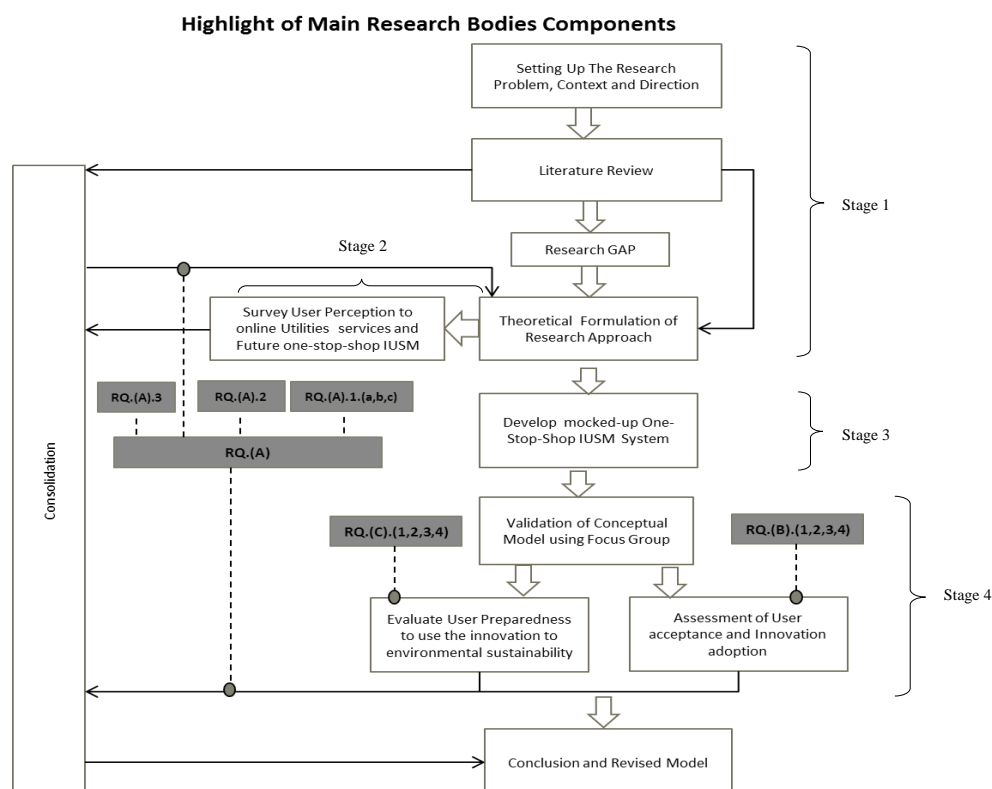 Highlight of Main Research Bodies Components
Setting Up The Research
Problem, Context and Direction
Literature Review
Stage 1
Research GAP
Stage 2
Survey User Perception to
online Utilities services and
Future one-stop-shop IUSM
Theoretical Formulation of
Research Approach
RQ.(A).3
RQ.(A).2
RQ.(A).1.(a,b,c)
RQ.(A)
Develop mocked-up One-
Stop-Shop IUSM System
Stage 3
Consolidation
RQ.(C).(1,2,3,4)
Validation of Conceptual
Model using Focus Group
RQ.(B).(1,2,3,4)
Stage 4
Evaluate User Preparedness
to use the innovation to
environmental sustainability
Assessment of User
acceptance and Innovation
adoption
Conclusion and Revised Model